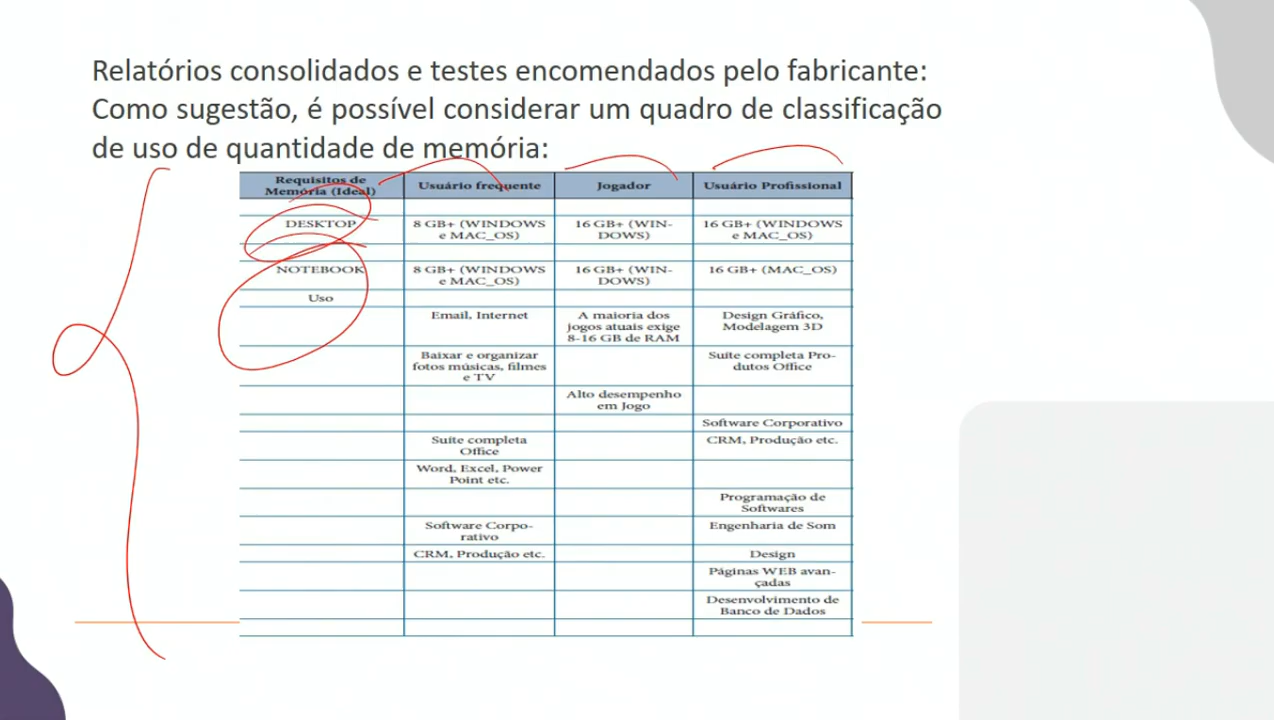 Relatórios consolidados e testes encomendados pelo fabricante:
Como sugestão, é possível considerar um quadro de classificação
de uso de quantidade de memória:
Requisitos de
Memória (Ideal)
Usuário frequente
Jogador
Usuário Profissional
DESKTOP
8 GB+ (WINDOWS
e MAC_OS)
16 GB+ (WIN-
DOWS)
16 GB+ (WINDOWS
e MAC_OS)
NOTEBOOK
8 GB+ (WINDOWS
e MAC_OS)
16 GB+ (WIN-
DOWS)
16 GB+ (MAC_OS)
Uso
Email, Internet
A maioria dos
jogos atuais exige
8-16 GB de RAM
Design Gráfico,
Modelagem 3D
Baixar e organizar
fotos músicas, filmes
e TV
Suíte completa Pro-
dutos Office
Alto desempenho
em Jogo
Software Corporativo
Suíte completa
Office
CRM, Produção etc.
Word, Excel, Power
Point etc.
Programação de
Softwares
Software Corpo-
rativo
Engenharia de Som
CRM, Produção etc.
Design
Páginas WEB avan-
çadas
Desenvolvimento de
Banco de Dados